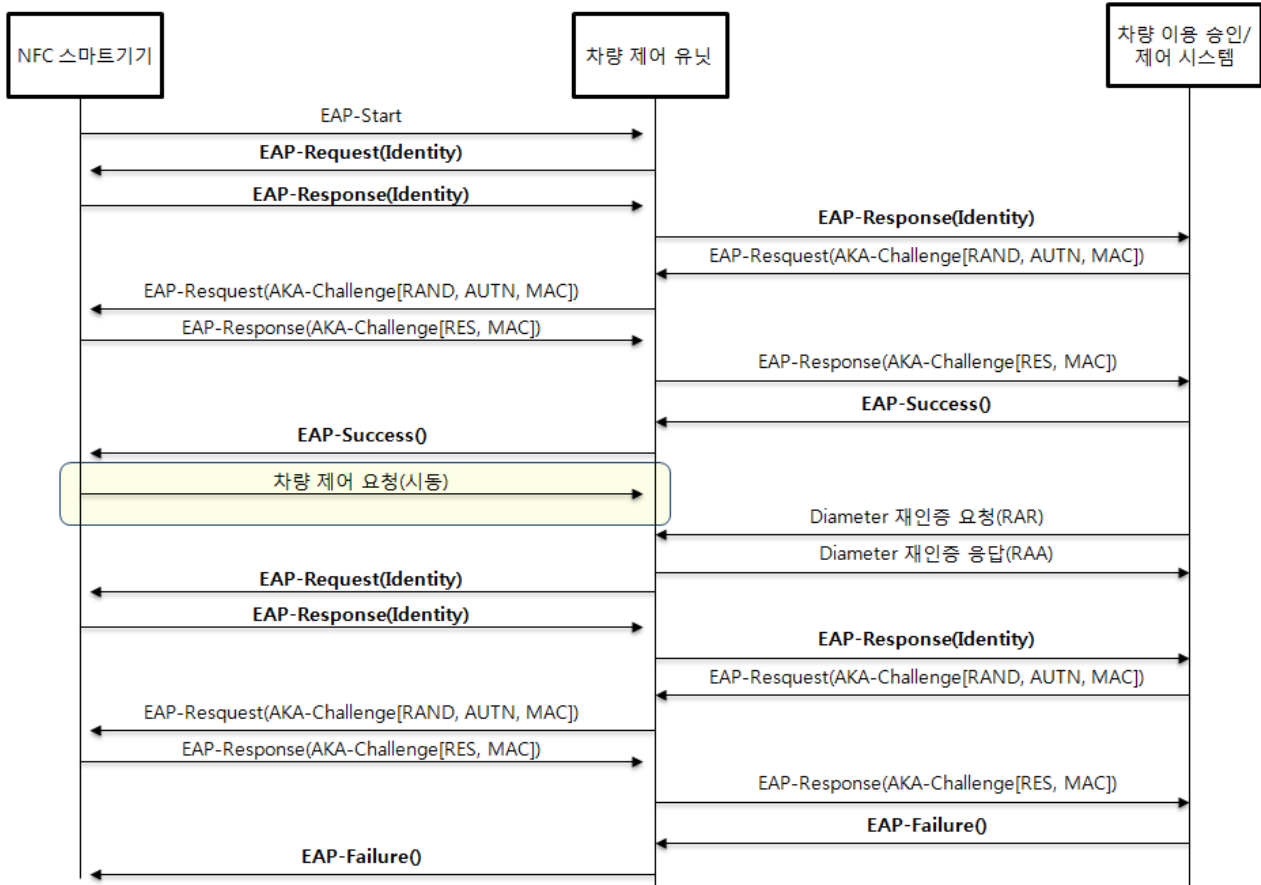 NFC 스마트기기
차량 제어 유닛
차량 이용 승인/
제어 시스템
EAP-Start
EAP-Request(Identity)
EAP-Response(Identity)
EAP-Response(Identity)
EAP-Resquest(AKA-Challenge[RAND, AUTN, MAC])
EAP-Resquest(AKA-Challenge[RAND, AUTN, MAC])
EAP-Response(AKA-Challenge[RES, MAC])
EAP-Response(AKA-Challenge[RES, MAC])
EAP-Success()
EAP-Success()
차량 제어 요청(시동)
Diameter 재인증 요청(RAR)
Diameter 재인증 응답(RAA)
EAP-Request(Identity)
EAP-Response(Identity)
EAP-Response(Identity)
EAP-Resquest(AKA-Challenge[RAND, AUTN, MAC])
EAP-Resquest(AKA-Challenge[RAND, AUTN, MAC])
EAP-Response(AKA-Challenge[RES, MAC])
EAP-Response(AKA-Challenge[RES, MAC])
EAP-Failure()
EAP-Failure()